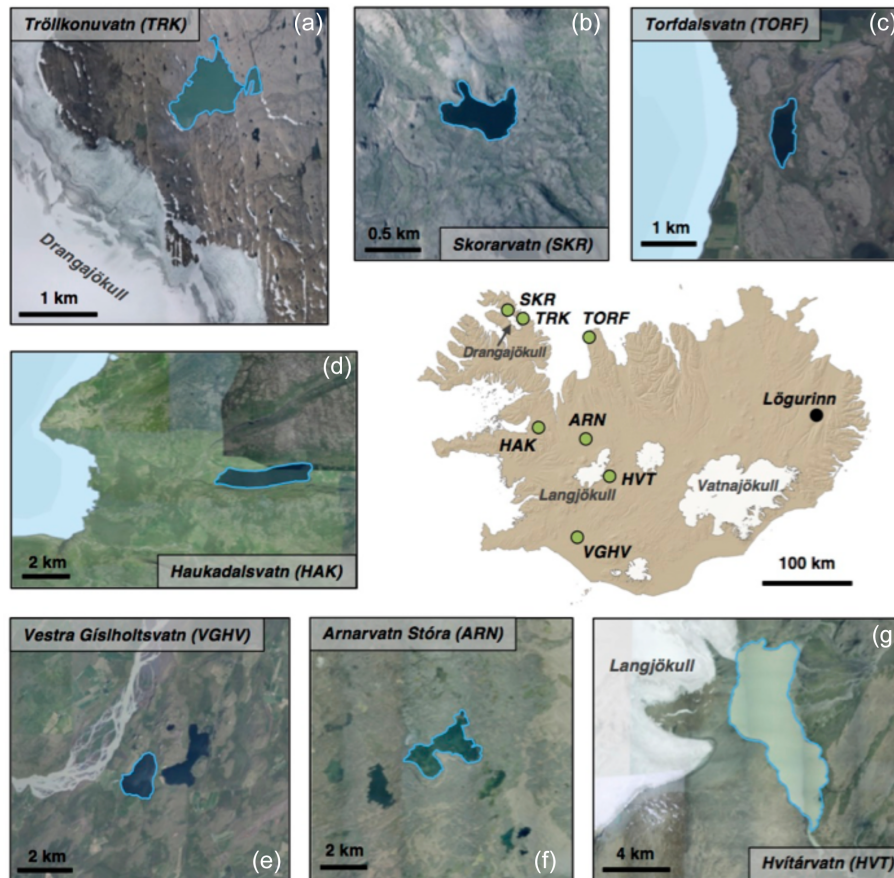 Tröllkonuvatn (TRK)
(a)
Drangajökull
1 km
(b)
0.5 km
Skorarvatn (SKR)
Torfdalsvatn (TORF)
(c)
1 km
(d)
2 km
Haukadalsvatn (HAK)
SKR
TRK TORF
Drangajökull
Lögurinn
ARN
HAK
HVT
Langjökull
Vatnajökull
VGHV
100 km
Vestra Gíslholtsvatn (VGHV)
2 km
(e)
Arnarvatn Stóra (ARN)
2 km
(f)
(g)
Langjökull
4 km
Hvítárvatn (HVT)